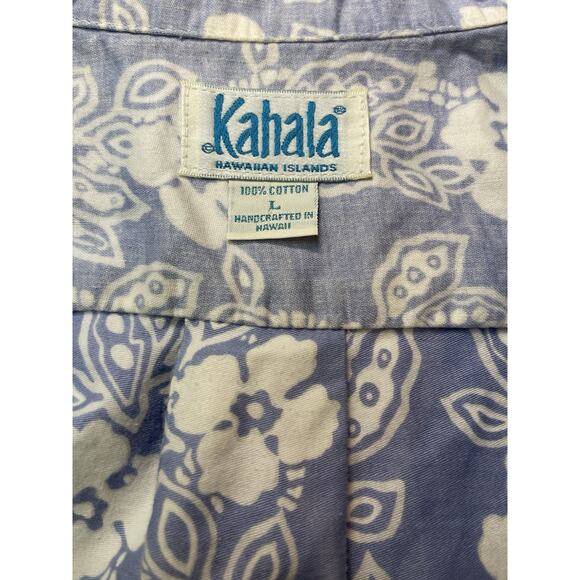 Kahala®
HAWAIIAN ISLANDS
100% COTTON
L
HANDCRAFTED IN
HAWAII